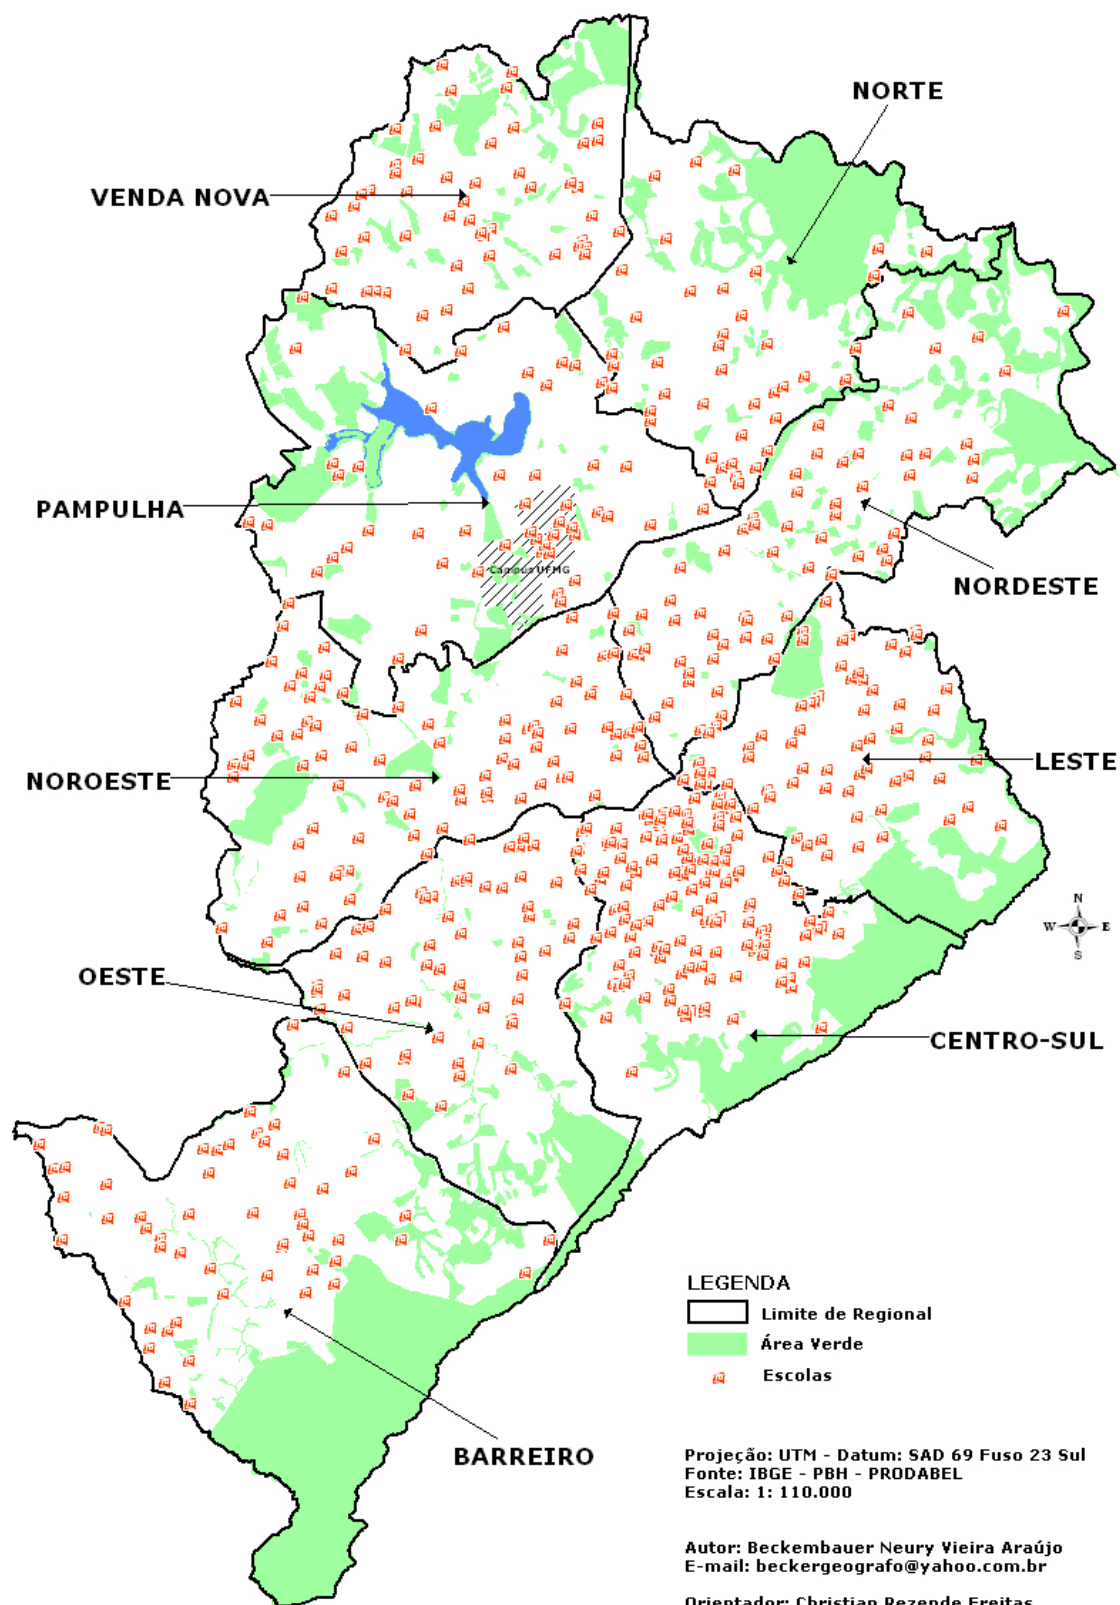 NORTE
VENDA NOVA
PAMPULHA
Campus UFMG
NORDESTE
NOROESTE
LESTE
N
W
E
S
OESTE
CENTRO-SUL
BARREIRO
LEGENDA
Limite de Regional
Área Verde
Escolas
Projeção: UTM - Datum: SAD 69 Fuso 23 Sul
Fonte: IBGE - PBH - PRODABEL
Escala: 1: 110.000
Autor: Beckembauer Neury Vieira Araújo
E-mail: beckergeografo@yahoo.com.br
Orientador: Christian Rezende Freitas